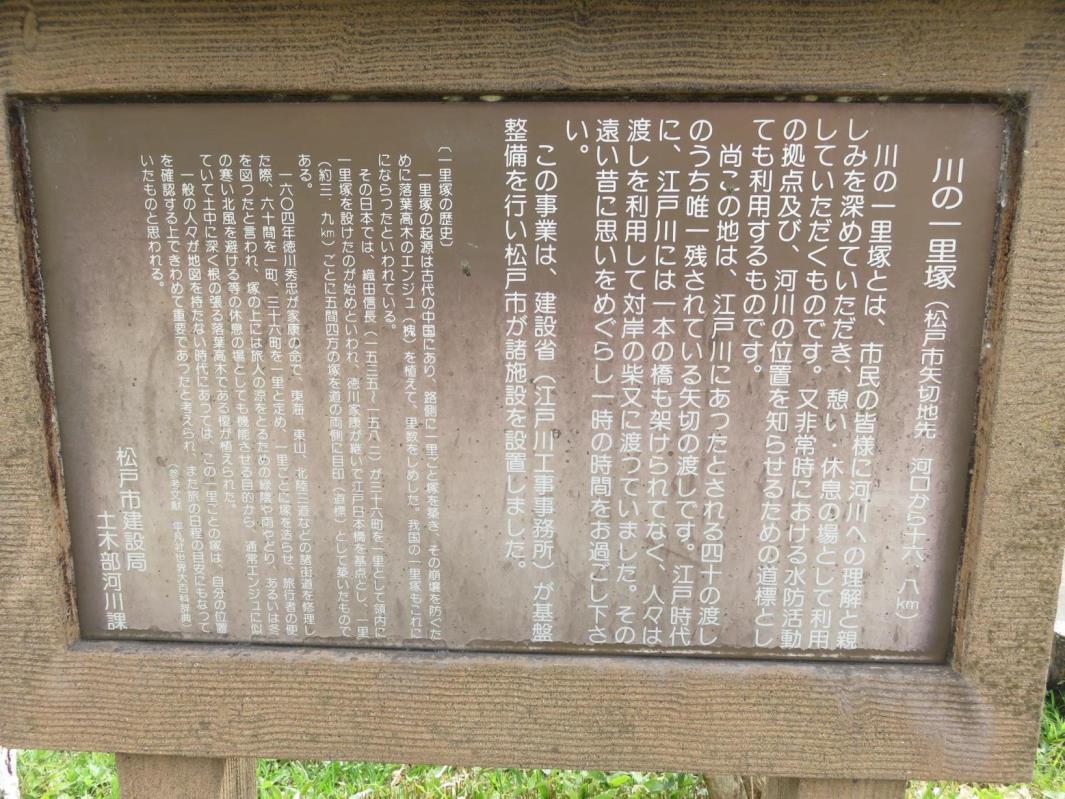 川の一里塚（松戸市矢切地先　河口から十六．八km）
川の一里塚とは、市民の皆様に河川への理解と親
しみを深めていただき、憩い・休息の場として利用
していただくものです。又非常時における水防活動
の拠点及び、河川の位置を知らせるための道標とし
ても利用するものです。
尚この地は、江戸川にあったとされる四十の渡し
のうち唯一残されている矢切の渡しです。江戸時代
に、江戸川には一本の橋も架けられてなく、人々は
渡しを利用して対岸の柴又に渡っていました。その
遠い昔に思いをめぐらし一時の時間をお過ごし下さ
い。
この事業は、建設省（江戸川工事事務所）が基盤
整備を行い松戸市が諸施設を設置しました。
〔一里塚の歴史〕
一里塚の起源は古代の中国にあり、路側に一里ごと塚を築き、その崩壊を防ぐた
めに落葉高木のエンジュ（槐）を植えて、里数をしめした。我国の一里塚もこれに
にならったといわれている。
その日本では、織田信長（一五三五〜一五八二）が三十六町を一里として領内に
一里塚を設けたのが始めといわれ、徳川家康が継いで江戸日本橋を基点とし、一里
（約三．九km）ごとに五間四方の塚を道の両側に目印（道標）として築いたもので
ある。
一六〇四年徳川秀忠が家康の命で、東海、東山、北陸三道などの諸街道を修理し
た際、六十間を一町、三十六町を一里と定め、一里ごとに塚を造らせ、旅行者の便
を図ったと言われ、塚の上には旅人の涼をとるための緑陰や雨やどり、あるいは冬
の寒い北風を避ける等の休息の場としても機能させる目的から、通常エンジュに似
ていて土中に深く根の張る落葉高木である榎が植えられた。
一般の人々が地図を持たない時代にあっては、この一里ごとの塚は、自分の位置
を確認する上できわめて重要であったと考えられ、また旅の日程の目安にもなって
いたものと思われる。
（参考文献　平凡社世界大百科辞典）
松戸市建設局
土木部河川課